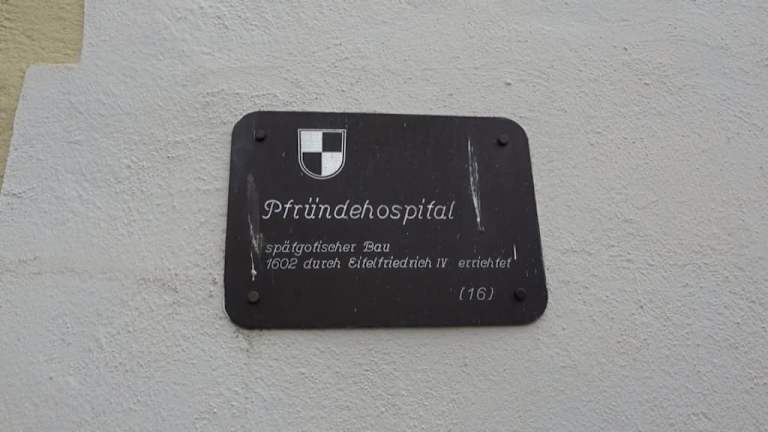 Pfründehospital
spätgotischer Bau
1602 durch Eitelfriedrich IV errichtet
(16)